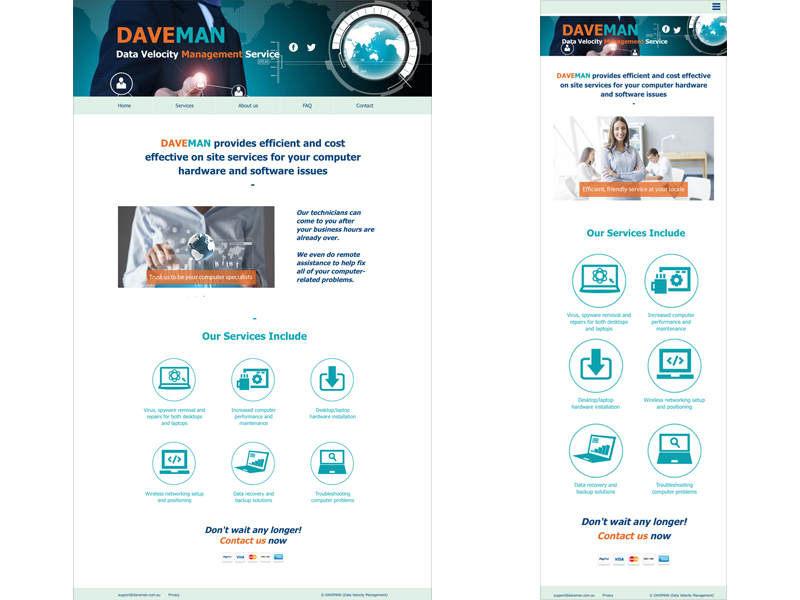 DAVEMAN
Data Velocity Management Service
Home Services About us FAQ Contact
DAVEMAN provides efficient and cost
effective on site services for your computer
hardware and software issues
-
Trust us to be your computer specialists
Our technicians can
come to you after
your business hours are
already over.
We even do remote
assistance to help fix
all of your computer-
related problems.
-
Our Services Include
Virus, spyware removal and
repairs for both desktops
and laptops
Increased computer
performance and
maintenance
Desktop/laptop
hardware installation
Wireless networking setup
and positioning
Data recovery and
backup solutions
Troubleshooting
computer problems
Don't wait any longer!
Contact us now
PayPal VISA
support@daveman.com.au Privacy © DAVEMAN (Data Velocity Management)
DAVEMAN
Data Velocity Management Service
DAVEMAN provides efficient and cost effective
on site services for your computer hardware
and software issues
-
Efficient, friendly service at your locale
Our Services Include
Virus, spyware removal and
repairs for both desktops
and laptops
Increased computer
performance and
maintenance
Desktop/laptop
hardware installation
Wireless networking setup
and positioning
Data recovery and
backup solutions
Troubleshooting
computer problems
Don't wait any longer!
Contact us now
PayPal VISA
support@daveman.com.au Privacy © DAVEMAN (Data Velocity Management)